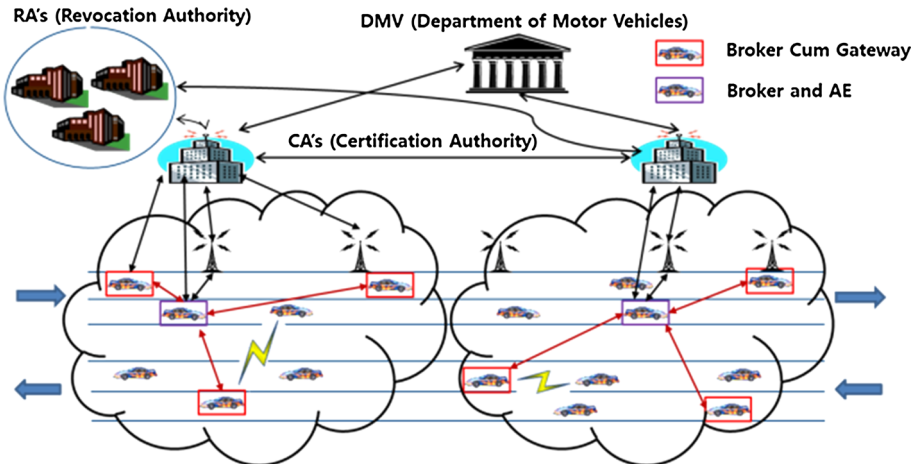 RA's (Revocation Authority)
DMV (Department of Motor Vehicles)
Broker Cum Gateway
Broker and AE
CA's (Certification Authority)